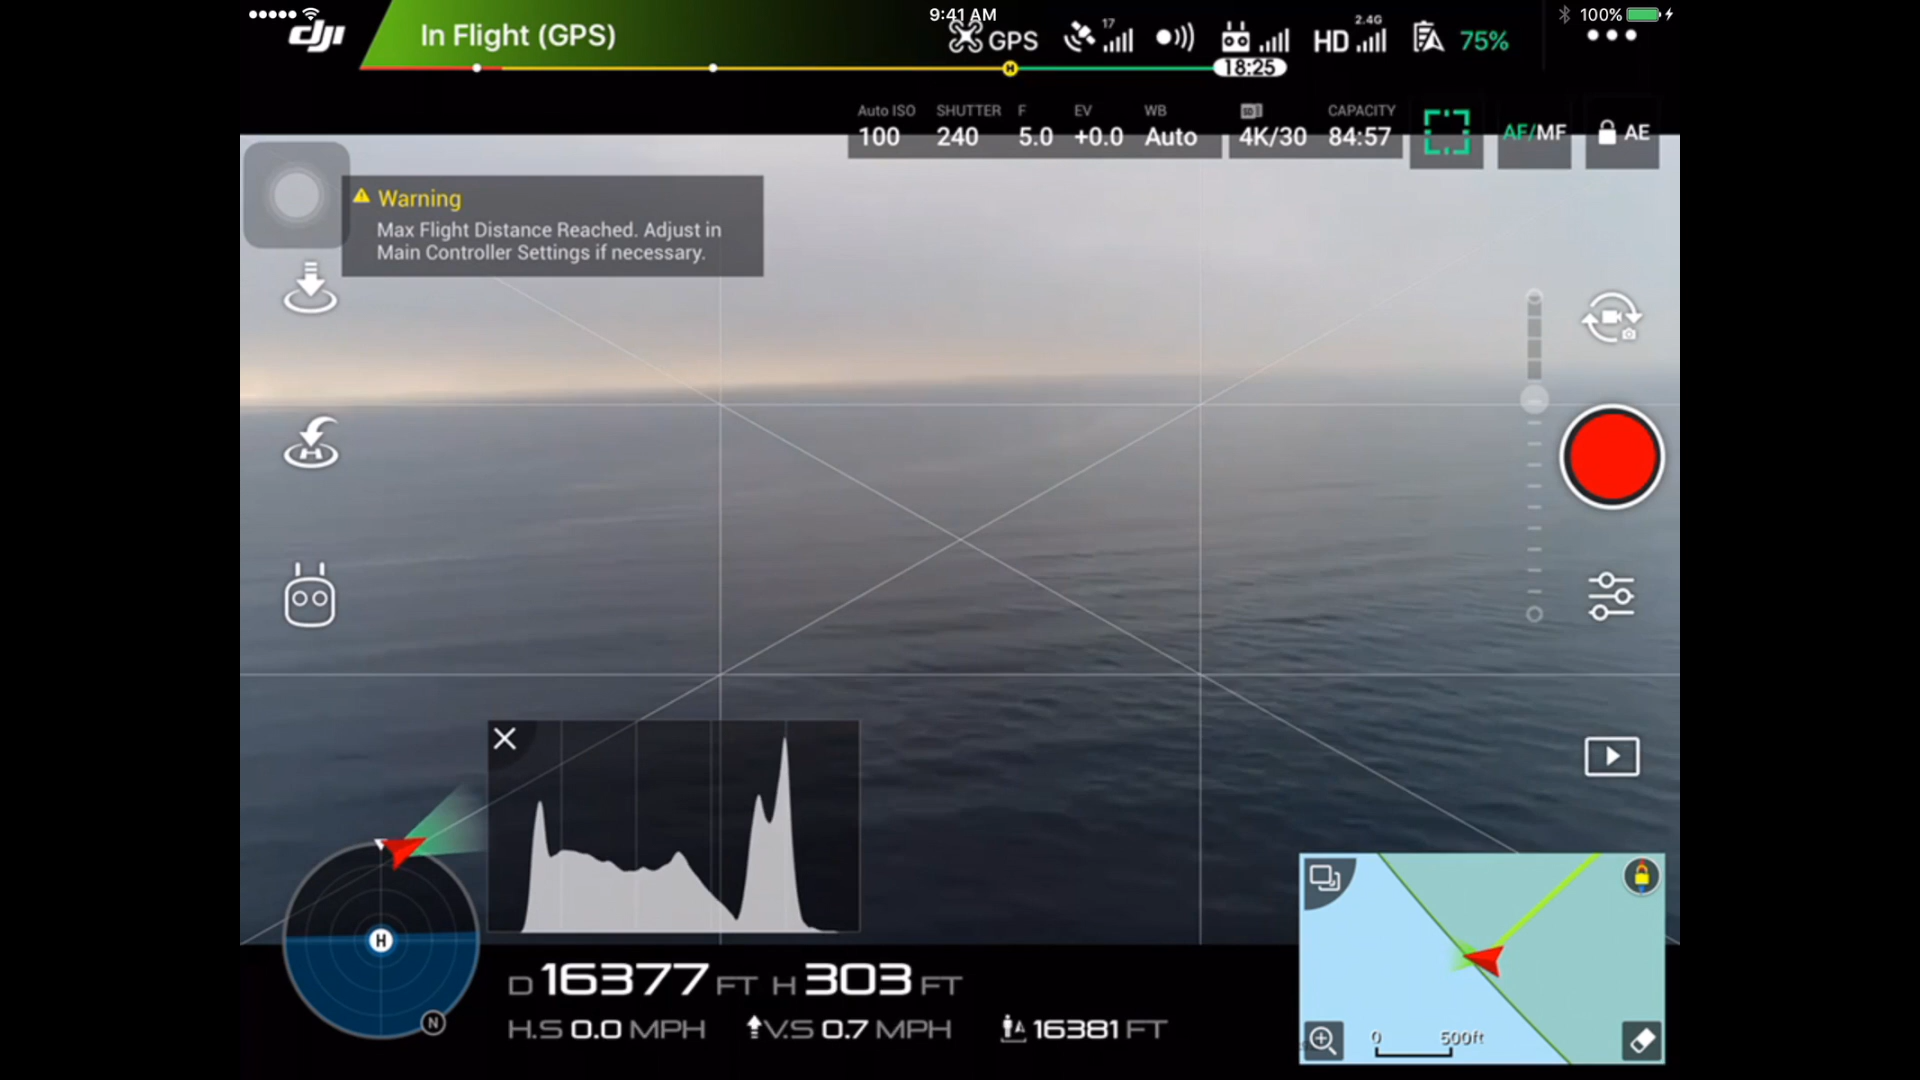 9:41 AM
100%
dji
In Flight (GPS)
GPS
17
HD
2.4G
75%
18:25
Auto ISO
100
SHUTTER
240
F
5.0
EV
+0.0
WB
Auto
4K/30
CAPACITY
84:57
AF/MF
AE
Warning
Max Flight Distance Reached. Adjust in
Main Controller Settings if necessary.
H
N
D 16377 FT H 303 FT
H.S 0.0 MPH V.S 0.7 MPH 16381 FT
0 500ft